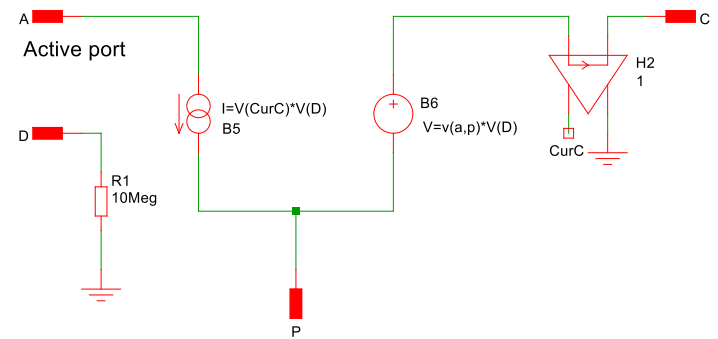 A
C
Active port
H2
1
I=V(CurC)*V(D)
B5
B6
V=v(a,p)*V(D)
D
CurC
R1
10Meg
P